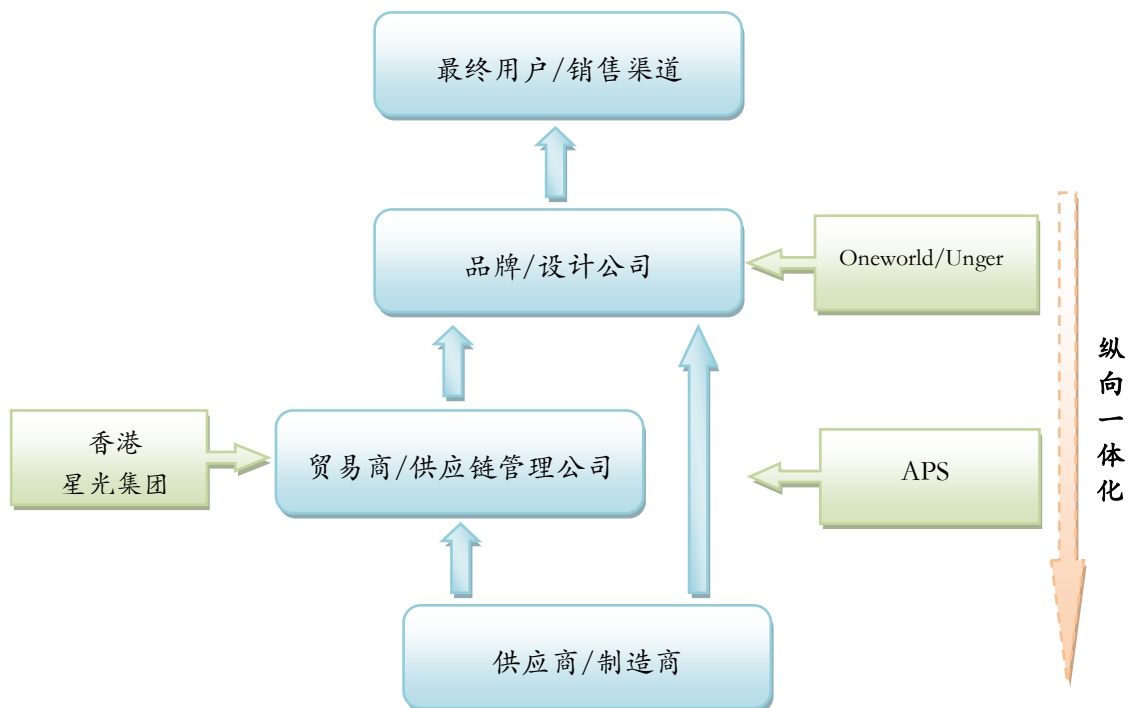 最终用户/销售渠道
品牌/设计公司
Oneworld/Unger
香港
星光集团
贸易商/供应链管理公司
APS
供应商/制造商
纵
向
一
体
化